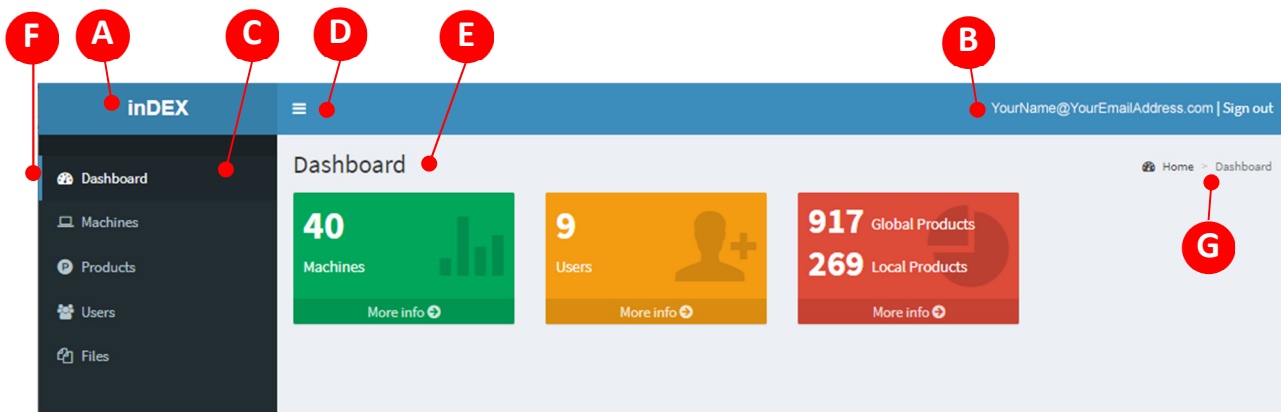 F A C D E B
inDEX YourName@YourEmailAddress.com | Sign out
Dashboard Home > Dashboard
Dashboard
Machines
Products
Users
Files
40
Machines
More info
9
Users
More info
917 Global Products
269 Local Products
More info
G